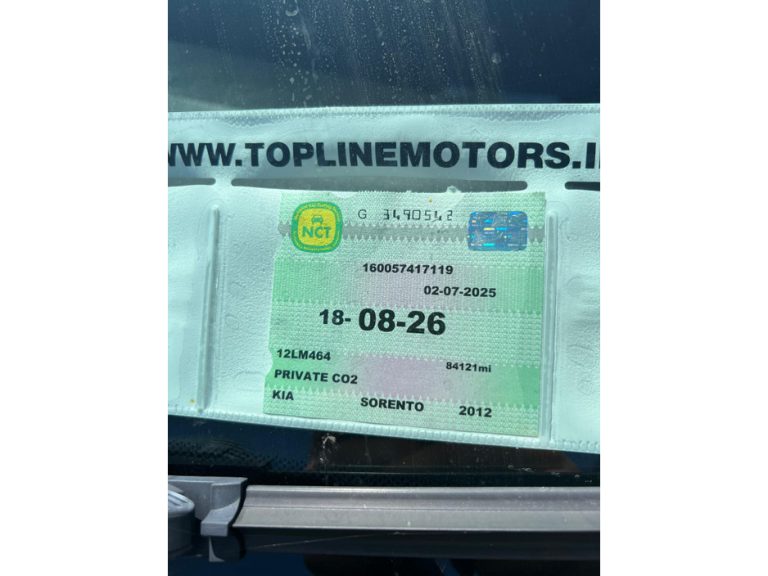 WWW.TOPLINEMOTORS.I
NCT
G 3490542
160057417119
02-07-2025
18-08-26
12LM464
84121mi
PRIVATE CO2
KIA SORENTO 2012